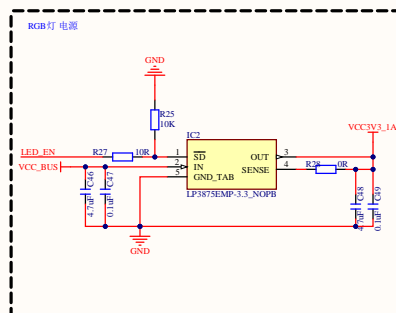 RGB灯 电源
GND
R25
10K
IC2
VCC3V3_1A
LED_EN
R27
10R
1
SD
OUT
3
VCC_BUS
2
IN
SENSE
4
R28
0R
5
GND_TAB
LP3875EMP-3.3_NOPB
C46
4.7uF
C47
0.1uF
C48
4.7uF
C49
0.1uF
GND